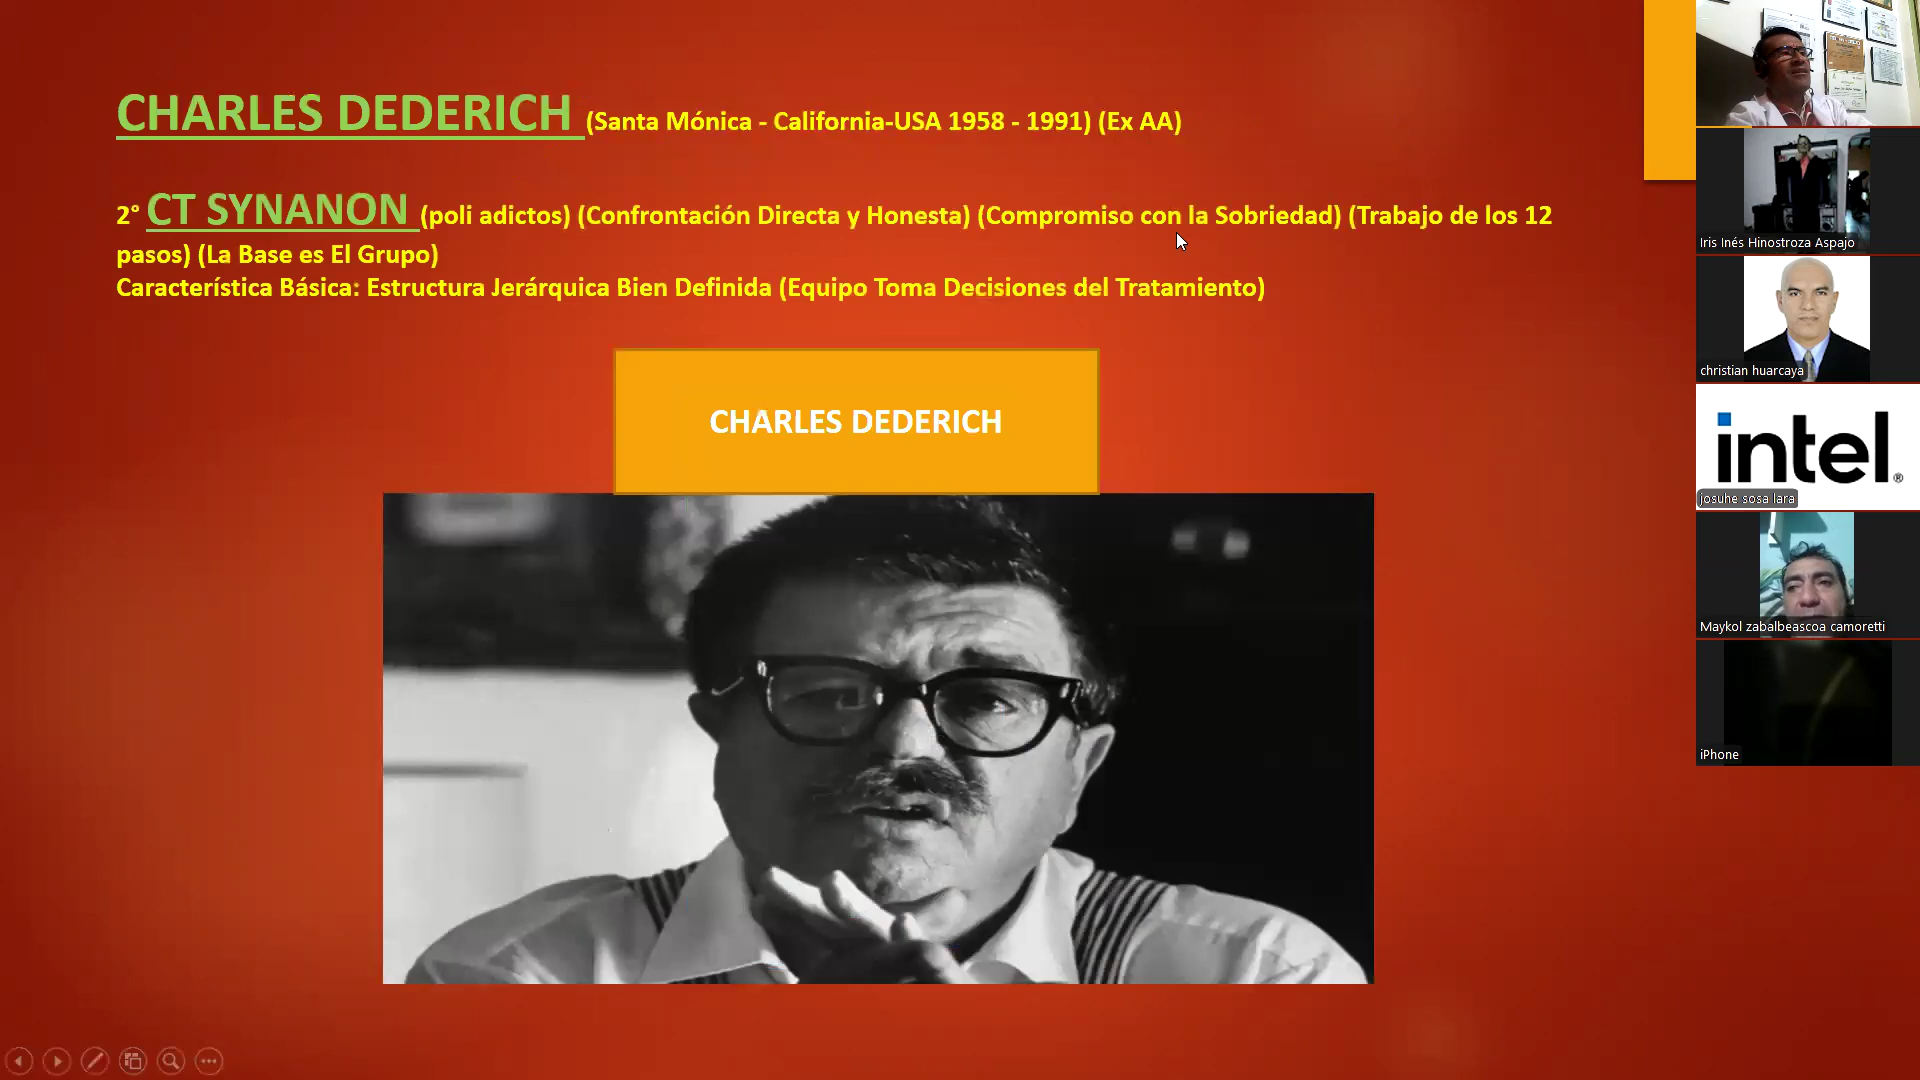 CHARLES DEDERICH (Santa Mónica - California-USA 1958 - 1991) (Ex AA)
2° CT SYNANON (poli adictos) (Confrontación Directa y Honesta) (Compromiso con la Sobriedad) (Trabajo de los 12
pasos) (La Base es El Grupo)
Característica Básica: Estructura Jerárquica Bien Definida (Equipo Toma Decisiones del Tratamiento)
CHARLES DEDERICH
Iris Inés Hinostroza Aspajo
christian huarcaya
intel®
josuhe sosa lara
Maykol zabalbeascoa camoretti
iPhone